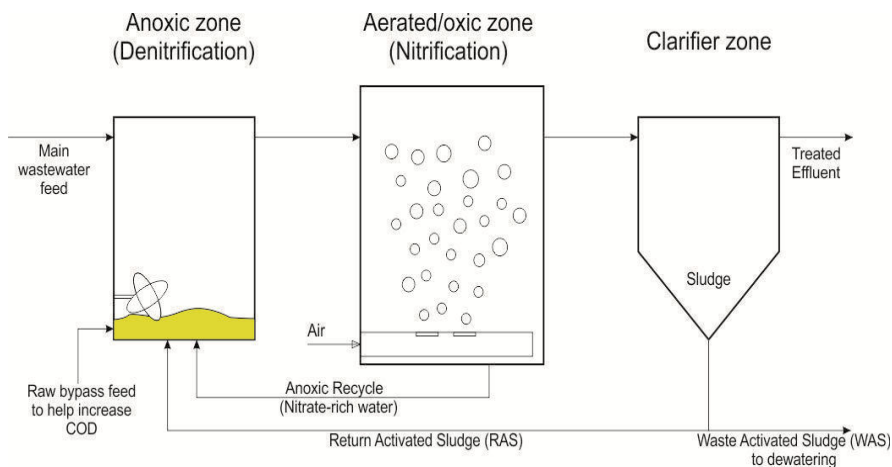 Anoxic zone
(Denitrification)
Aerated/oxic zone
(Nitrification)
Clarifier zone
Main
wastewater
feed
Treated
Effluent
Sludge
Air
Raw bypass feed
to help increase
COD
Anoxic Recycle
(Nitrate-rich water)
Return Activated Sludge (RAS)
Waste Activated Sludge (WAS)
to dewatering